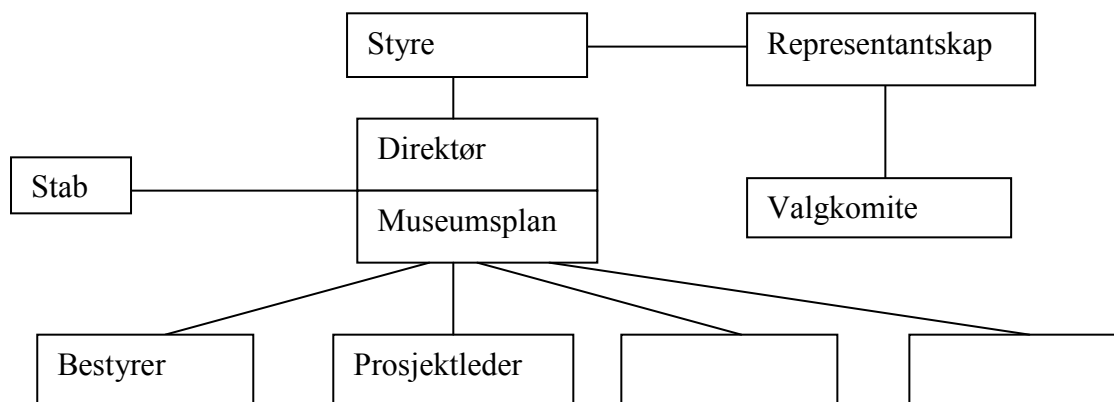 Styre
Representantskap
Direktør
Stab
Museumsplan
Valgkomite
Bestyrer
Prosjektleder